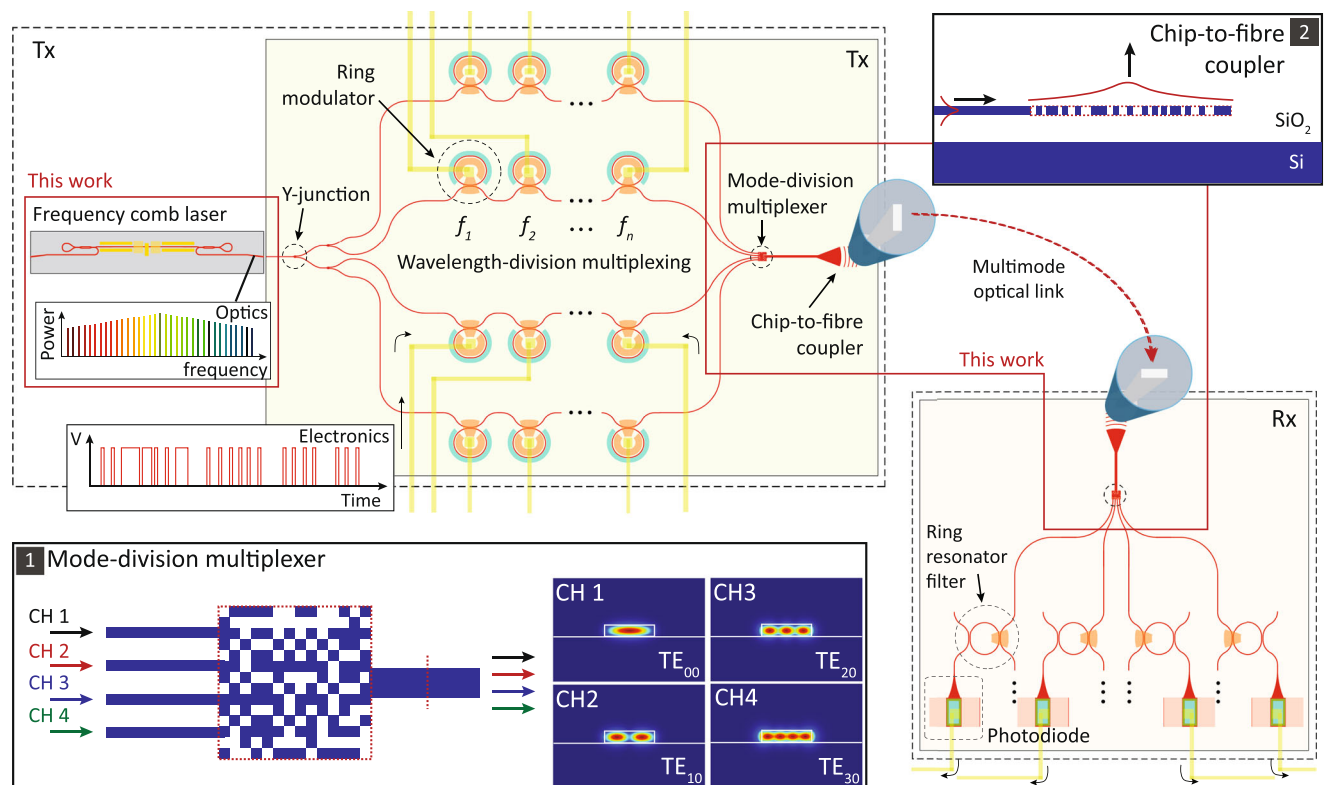 Tx
Tx
Ring
modulator
This work
Y-junction
Frequency comb laser
Optics
Power
frequency
f1 f2 ••• fn
•••
•••
•••
•••
Wavelength-division multiplexing
Mode-division
multiplexer
Chip-to-fibre
coupler
V
Electronics
Time
2
Chip-to-fibre
coupler
SiO2
Si
Multimode
optical link
This work
Rx
Ring
resonator
filter
Photodiode
1 Mode-division multiplexer
CH 1
CH 2
CH 3
CH 4
CH 1
TE00
CH3
TE20
CH2
TE10
CH4
TE30